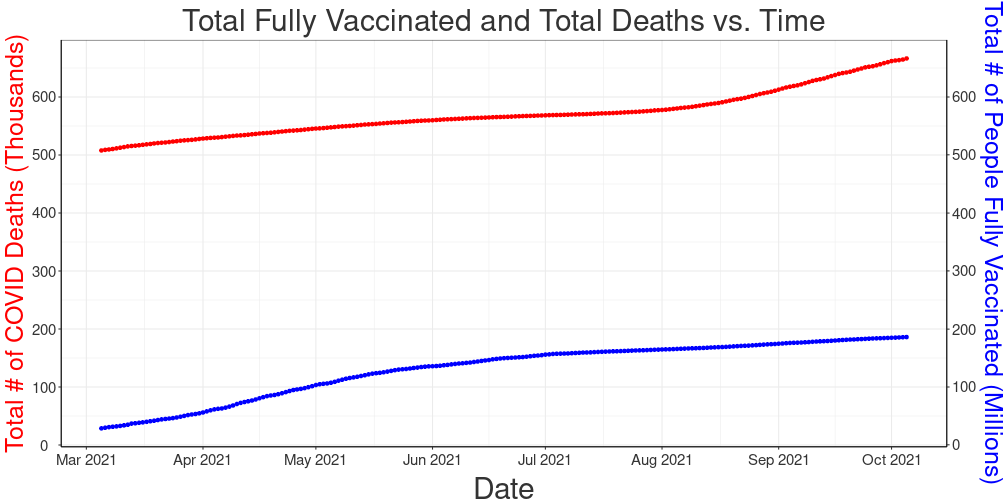 Total Fully Vaccinated and Total Deaths vs. Time
Total # of COVID Deaths (Thousands)
600
500
400
300
200
100
0
600
500
400
300
200
100
0
Total # of People Fully Vaccinated (Millions)
Mar 2021 Apr 2021 May 2021 Jun 2021 Jul 2021 Aug 2021 Sep 2021 Oct 2021
Date